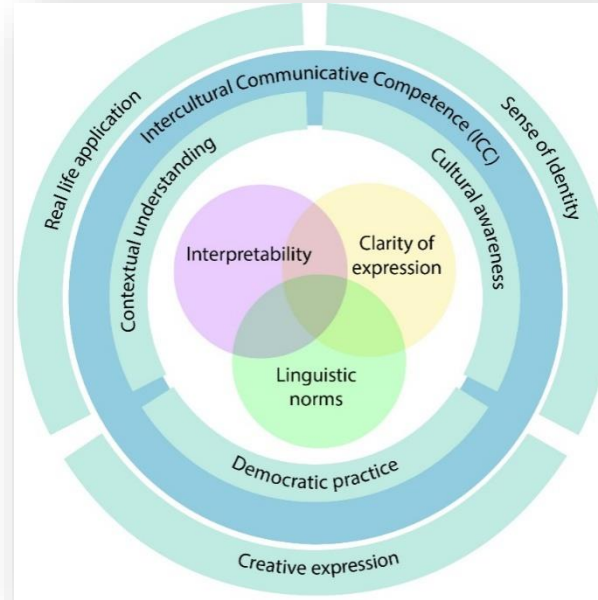 Real life application
Sense of Identity
Intercultural Communicative Competence (ICC)
Contextual understanding
Cultural awareness
Interpretability
Clarity of
expression
Linguistic
norms
Democratic practice
Creative expression